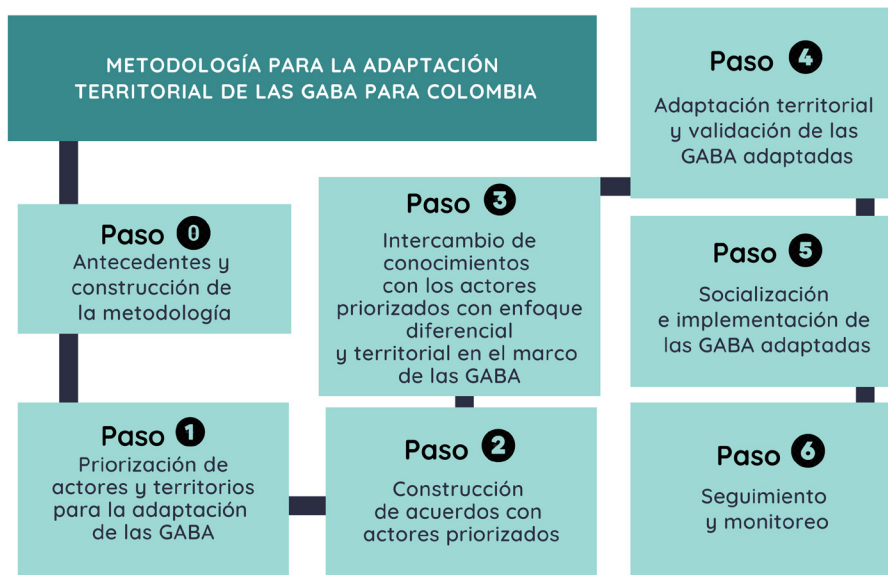 METODOLOGÍA PARA LA ADAPTACIÓN
TERRITORIAL DE LAS GABA PARA COLOMBIA
Paso 0
Antecedentes y
construcción de
la metodología
Paso 1
Priorización de
actores y territorios
para la adaptación
de las GABA
Paso 2
Construcción
de acuerdos con
actores priorizados
Paso 3
Intercambio de
conocimientos
con los actores
priorizados con enfoque
diferencial
y territorial en el marco
de las GABA
Paso 4
Adaptación territorial
y validación de las
GABA adaptadas
Paso 5
Socialización
e implementación de
las GABA adaptadas
Paso 6
Seguimiento
y monitoreo